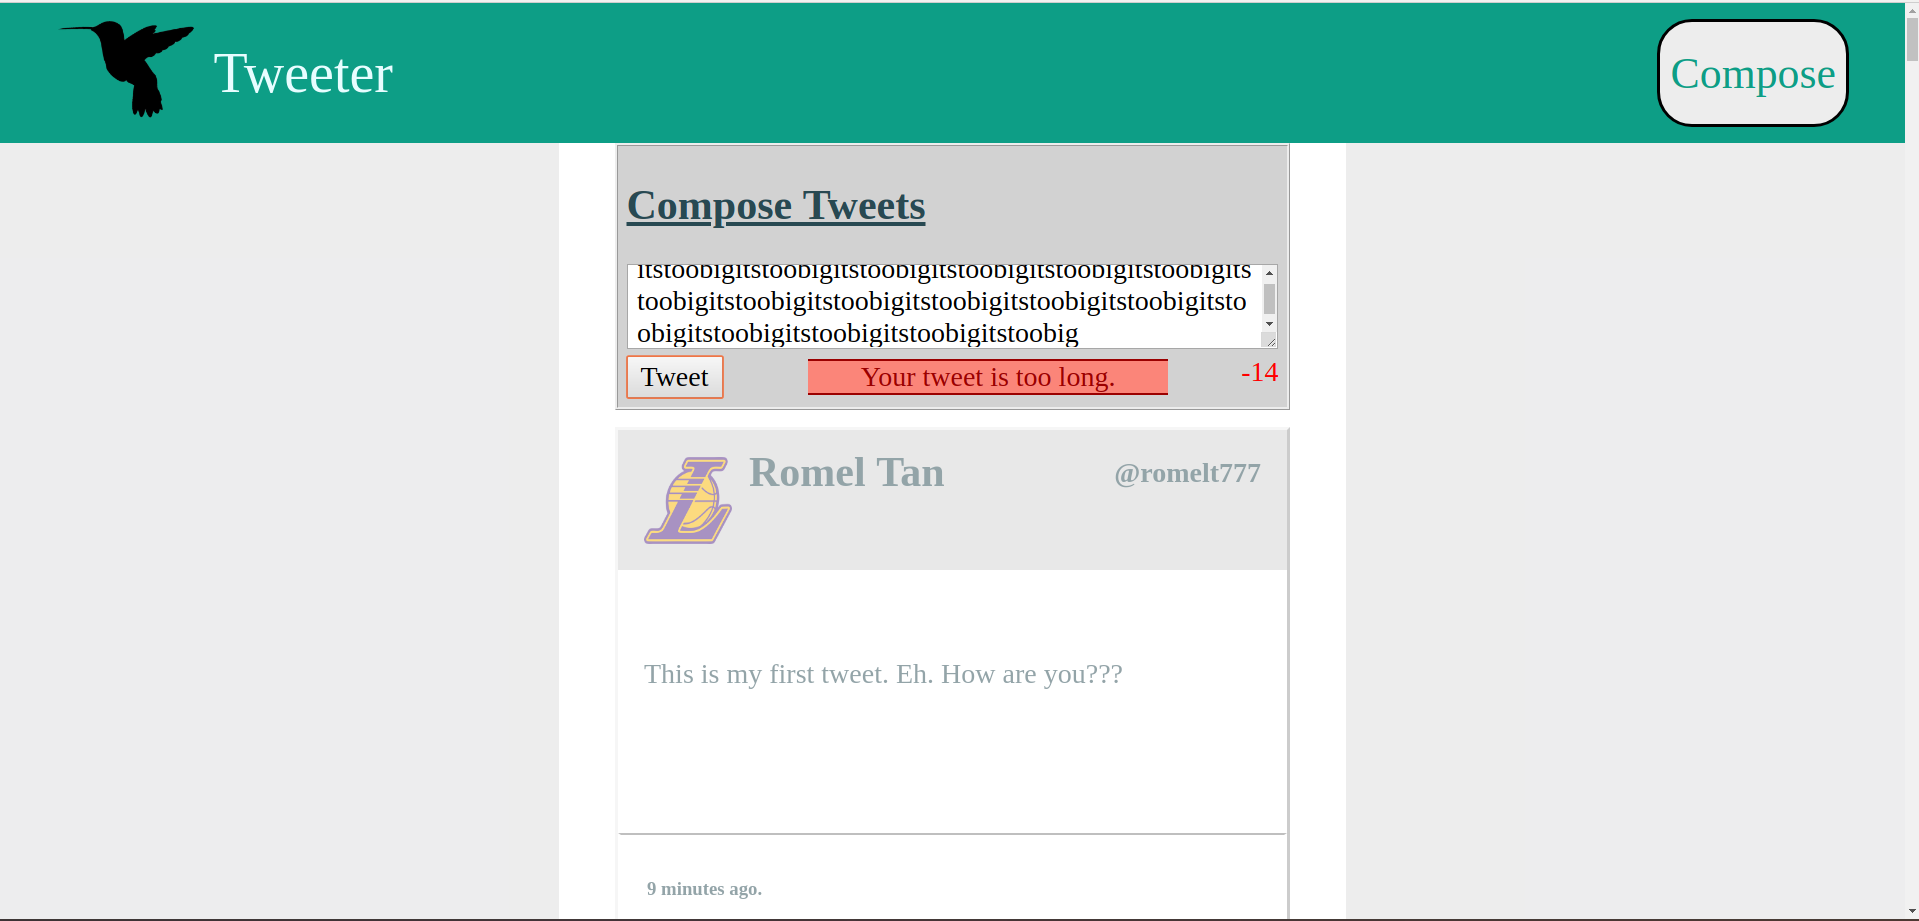 Tweeter
Compose
Compose Tweets
itstoobigitstoobigitstoobigitstoobigitstoobigitstoobigits
toobigitstoobigitstoobigitstoobigitstoobigitstoobigitsto
obigitstoobigitstoobigitstoobigitstoobig
Tweet
Your tweet is too long.
-14
Romel Tan
@romelt777
This is my first tweet. Eh. How are you???
9 minutes ago.